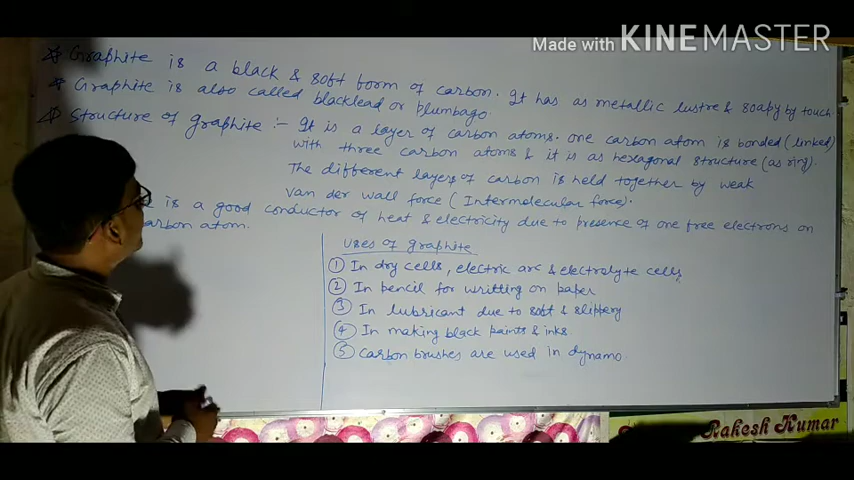 Made with KINEMASTER
* Graphite is a black & soft form of carbon. It has as metallic lustre & soapy by touch.
* Graphite is also called blacklead or plumbago.
Structure of graphite :- It is a layer of carbon atoms. one carbon atom is bonded (linked)
with three carbon atoms & it is as hexagonal structure (as ring).
The different layers of carbon is held together by weak
van der wall force (Intermolecular force).
is a good conductor of heat & electricity due to presence of one free electrons on
carbon atom.
Uses of graphite
① In dry cells, electric arc & electrolyte cells
② In pencil for writting on paper
③ In lubricant due to soft & slippery
④ In making black paints & inks
⑤ carbon brushes are used in dynamo.
Rakesh Kumar